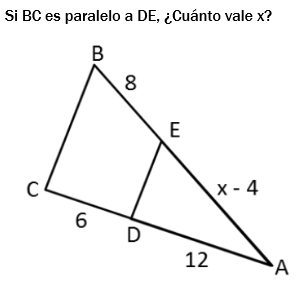 Si BC es paralelo a DE, ¿Cuánto vale x?
B
8
E
x - 4
C
6
D
12
A